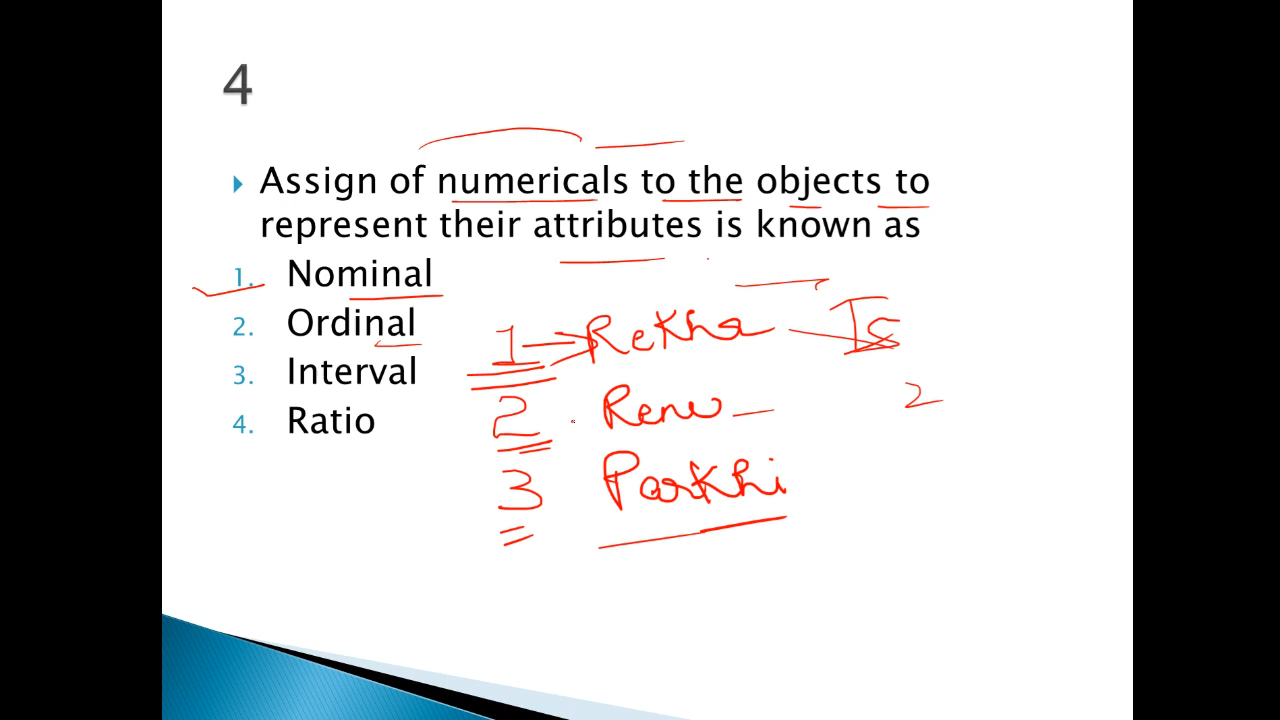 4
Assign of numericals to the objects to
represent their attributes is known as
1. Nominal
2. Ordinal
3. Interval
4. Ratio
1 Rekha
2 Renu 2
3 Parkhi